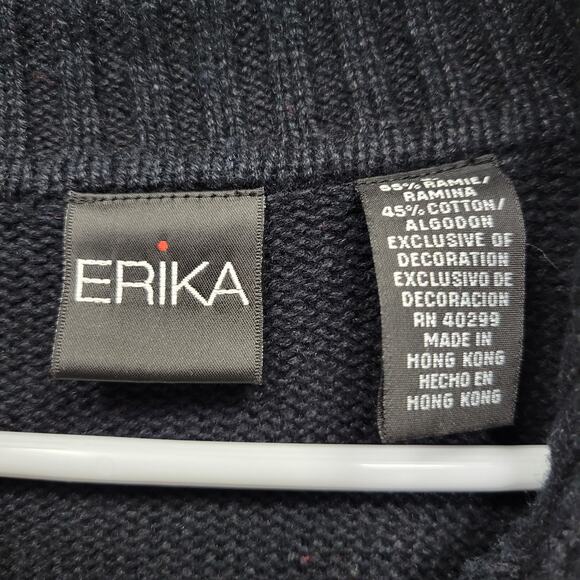 ERiKA
55% RAMIE/
RAMINA
45% COTTON/
ALGODON
EXCLUSIVE OF
DECORATION
EXCLUSIVO DE
DECORACION
RN 40299
MADE IN
HONG KONG
HECHO EN
HONG KONG